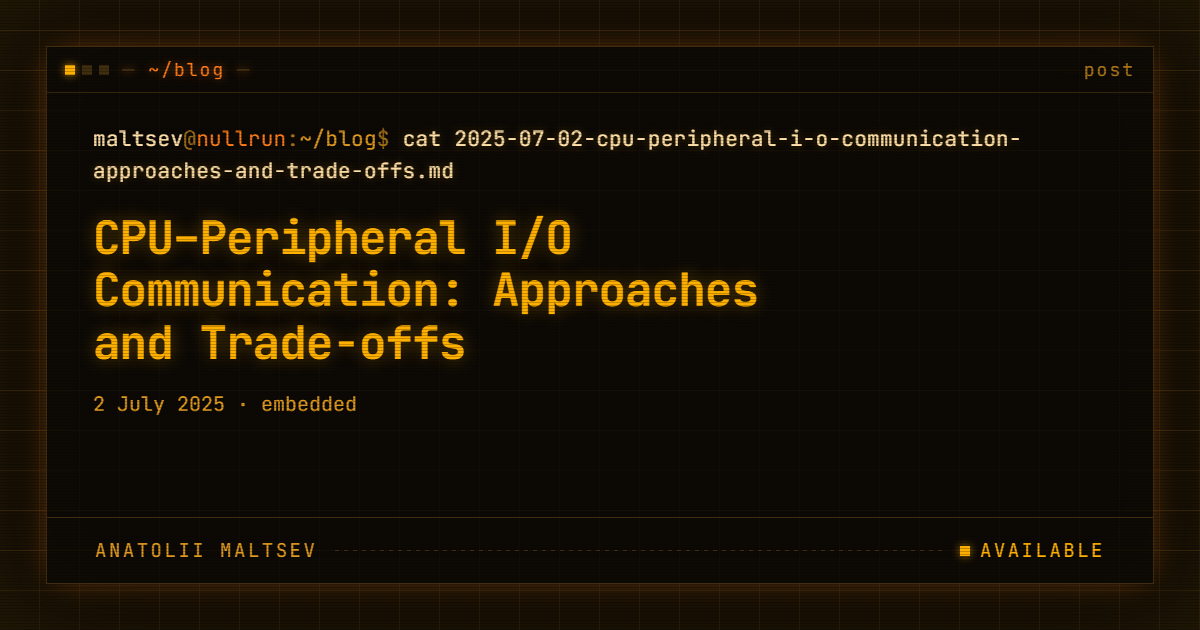 — ~/blog —
post
maltsev@nullrun:~/blog$ cat 2025-07-02-cpu-peripheral-i-o-communication-
approaches-and-trade-offs.md
CPU–Peripheral I/O
Communication: Approaches
and Trade-offs
2 July 2025 · embedded
ANATOLII MALTSEV
AVAILABLE